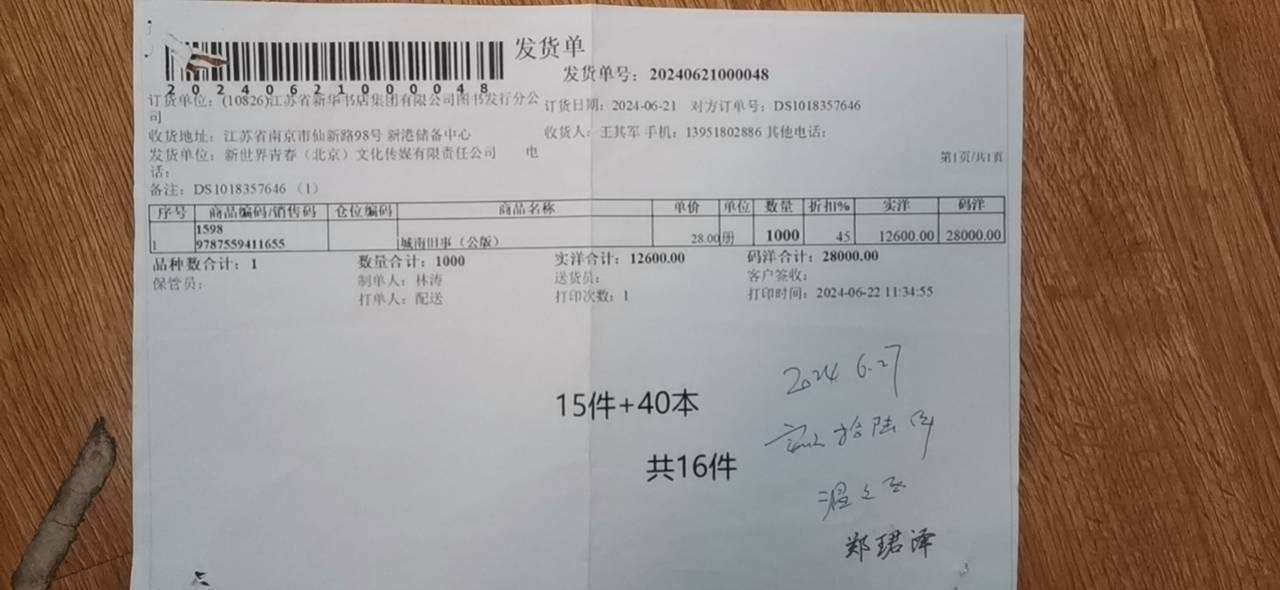 发货单
发货单号：20240621000048
20240621000048
订货单位：(10826)江苏省新华书店集团有限公司图书发行分公司
订货日期：2024-06-21 对方订单号：DS1018357646
收货地址：江苏省南京市仙新路98号 新港储备中心
收货人：王其军 手机：13951802886 其他电话：
发货单位：新世界青春（北京）文化传媒有限责任公司 电话：
第1页/共1页
备注：DS1018357646 （1）
序号 商品编码/销售码 仓位编码 商品名称 单价 单位 数量 折扣% 实洋 码洋
1598
1 9787559411655 城南旧事（公版） 28.00 册 1000 45 12600.00 28000.00
品种数合计：1 数量合计：1000 实洋合计：12600.00 码洋合计：28000.00
保管员： 制单人：林涛 送货员： 客户签收：
打单人：配送 打印次数：1 打印时间：2024-06-22 11:34:55
2024.6.27
15件+40本
拾陆件
共16件
郑珺泽